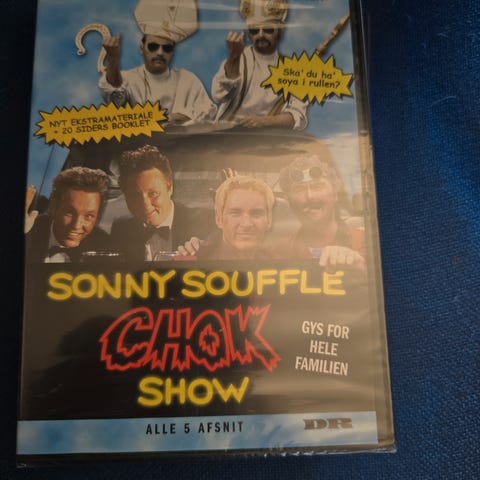 Ska' du ha'
soya i rullen?
NYT EKSTRAMATERIALE
+ 20 SIDERS BOOKLET
SONNY SOUFFLE
CHOK
SHOW
GYS FOR
HELE
FAMILIEN
ALLE 5 AFSNIT
DR